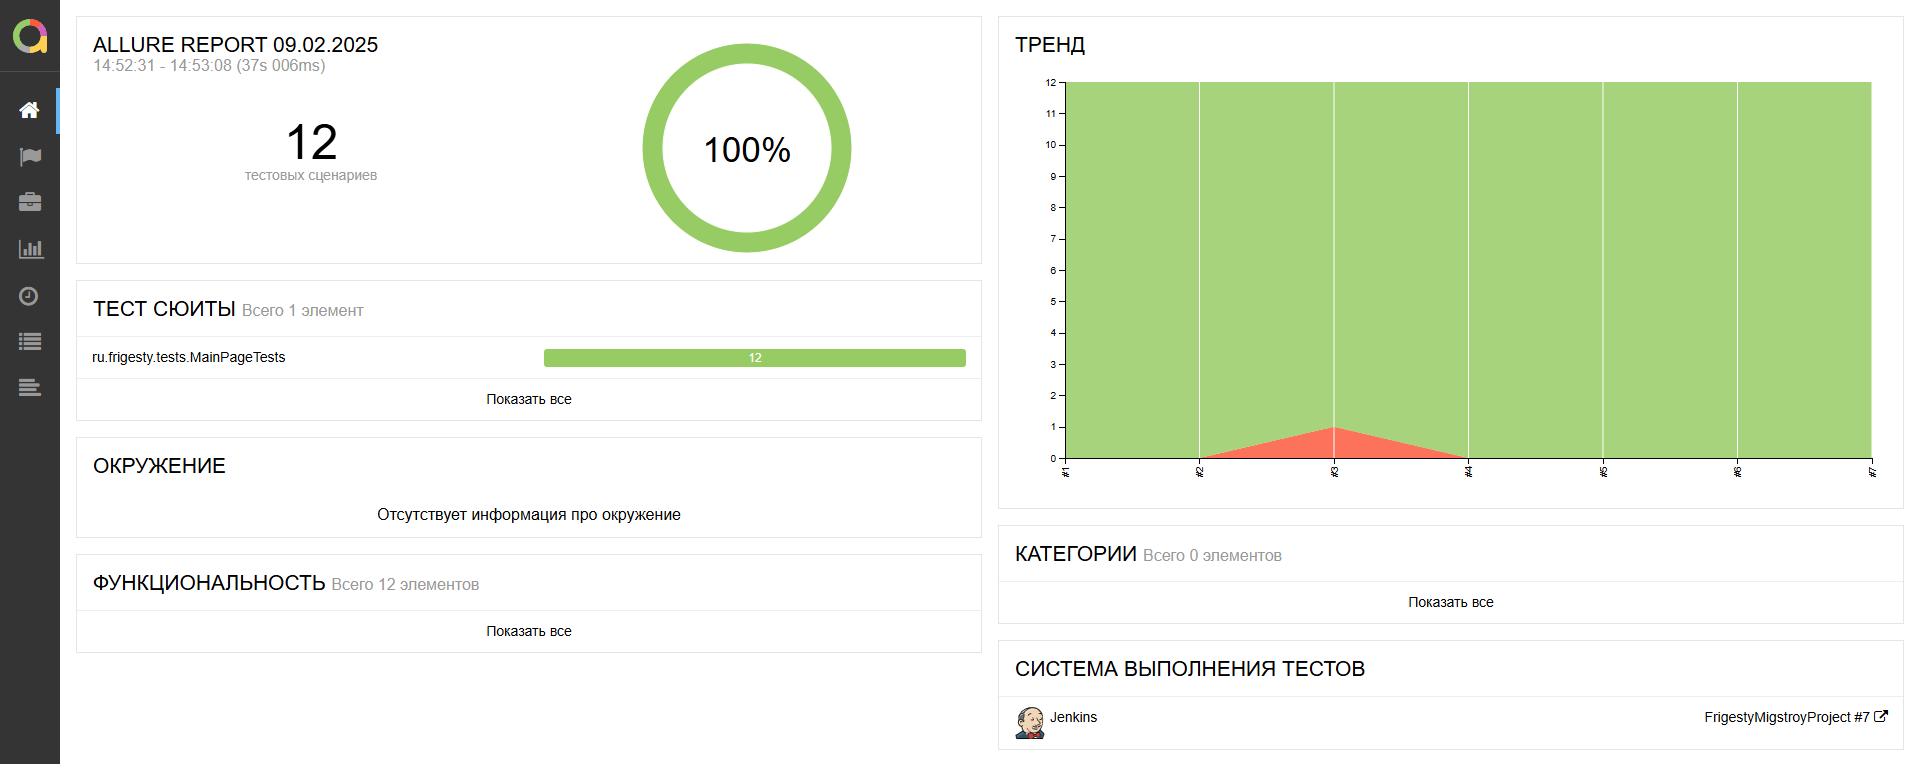 ALLURE REPORT 09.02.2025
14:52:31 - 14:53:08 (37s 006ms)
12
тестовых сценариев
100%
ТЕСТ СЮИТЫ Всего 1 элемент
ru.frigesty.tests.MainPageTests
12
Показать все
ОКРУЖЕНИЕ
Отсутствует информация про окружение
ФУНКЦИОНАЛЬНОСТЬ Всего 12 элементов
Показать все
ТРЕНД
12
11
10
9
8
7
6
5
4
3
2
1
0
#1 #2 #3 #4 #5 #6 #7
КАТЕГОРИИ Всего 0 элементов
Показать все
СИСТЕМА ВЫПОЛНЕНИЯ ТЕСТОВ
Jenkins
FrigestyMigstroyProject #7